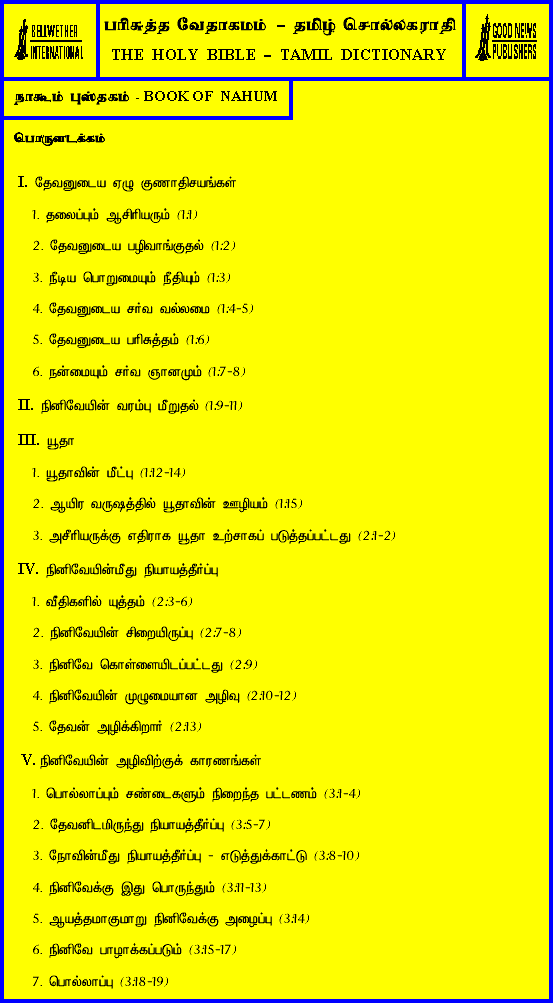 BELLWETHER INTERNATIONAL
பரிசுத்த வேதாகமம் – தமிழ் சொல்லகராதி
THE HOLY BIBLE – TAMIL DICTIONARY
GOOD NEWS PUBLISHERS
நாகூம் புஸ்தகம் - BOOK OF NAHUM
பொருளடக்கம்
I. தேவனுடைய ஏழு குணாதிசயங்கள்
1. தலைப்பும் ஆசிரியரும் (1:1)
2. தேவனுடைய பழிவாங்குதல் (1:2)
3. நீடிய பொறுமையும் நீதியும் (1:3)
4. தேவனுடைய சர்வ வல்லமை (1:4-5)
5. தேவனுடைய பரிசுத்தம் (1:6)
6. நன்மையும் சர்வ ஞானமும் (1:7-8)
II. நினிவேயின் வரம்பு மீறுதல் (1:9-11)
III. யூதா
1. யூதாவின் மீட்பு (1:12-14)
2. ஆயிர வருஷத்தில் யூதாவின் ஊழியம் (1:15)
3. அசீரியருக்கு எதிராக யூதா உற்சாகப் படுத்தப்பட்டது (2:1-2)
IV. நினிவேயின்மீது நியாயத்தீர்ப்பு
1. வீதிகளில் யுத்தம் (2:3-6)
2. நினிவேயின் சிறையிருப்பு (2:7-8)
3. நினிவே கொள்ளையிடப்பட்டது (2:9)
4. நினிவேயின் முழுமையான அழிவு (2:10-12)
5. தேவன் அழிக்கிறார் (2:13)
V. நினிவேயின் அழிவிற்குக் காரணங்கள்
1. பொல்லாப்பும் சண்டைகளும் நிறைந்த பட்டணம் (3:1-4)
2. தேவனிடமிருந்து நியாயத்தீர்ப்பு (3:5-7)
3. நோவின்மீது நியாயத்தீர்ப்பு - எடுத்துக்காட்டு (3:8-10)
4. நினிவேக்கு இது பொருந்தும் (3:11-13)
5. ஆயத்தமாகுமாறு நினிவேக்கு அழைப்பு (3:14)
6. நினிவே பாழாக்கப்படும் (3:15-17)
7. பொல்லாப்பு (3:18-19)